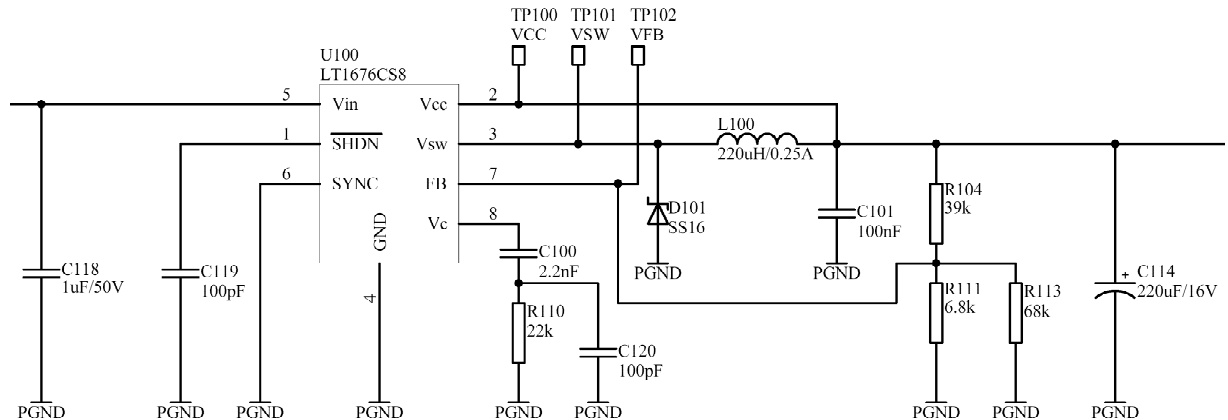 TP100 TP101 TP102
VCC VSW VFB
U100
LT1676CS8
5 Vin Vcc 2
1 SHDN Vsw 3
6 SYNC FB 7
Vc 8
GND
4
L100
220uH/0.25A
D101
SS16
PGND
C101
100nF
PGND
R104
39k
C100
2.2nF
C118
1uF/50V
C119
100pF
R110
22k
C120
100pF
R111
6.8k
R113
68k
+
C114
220uF/16V
PGND PGND PGND PGND PGND PGND PGND PGND PGND